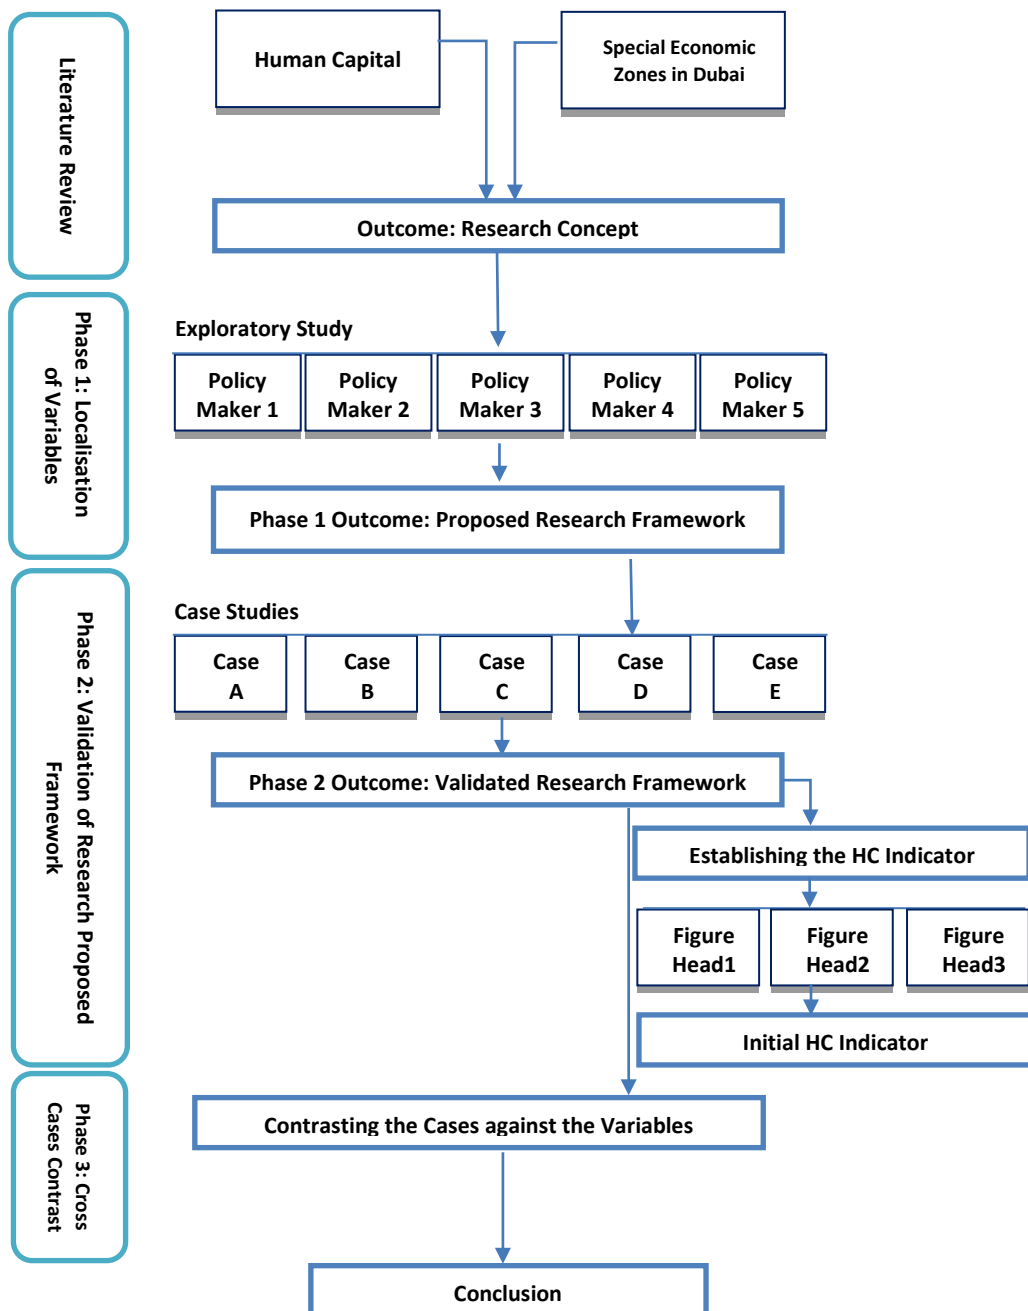 Literature Review
Human Capital
Special Economic
Zones in Dubai
Outcome: Research Concept
Phase 1: Localisation
of Variables
Exploratory Study
Policy
Maker 1
Policy
Maker 2
Policy
Maker 3
Policy
Maker 4
Policy
Maker 5
Phase 1 Outcome: Proposed Research Framework
Phase 2: Validation of Research Proposed
Framework
Case Studies
Case
A
Case
B
Case
C
Case
D
Case
E
Phase 2 Outcome: Validated Research Framework
Establishing the HC Indicator
Figure
Head1
Figure
Head2
Figure
Head3
Initial HC Indicator
Phase 3: Cross
Cases Contrast
Contrasting the Cases against the Variables
Conclusion